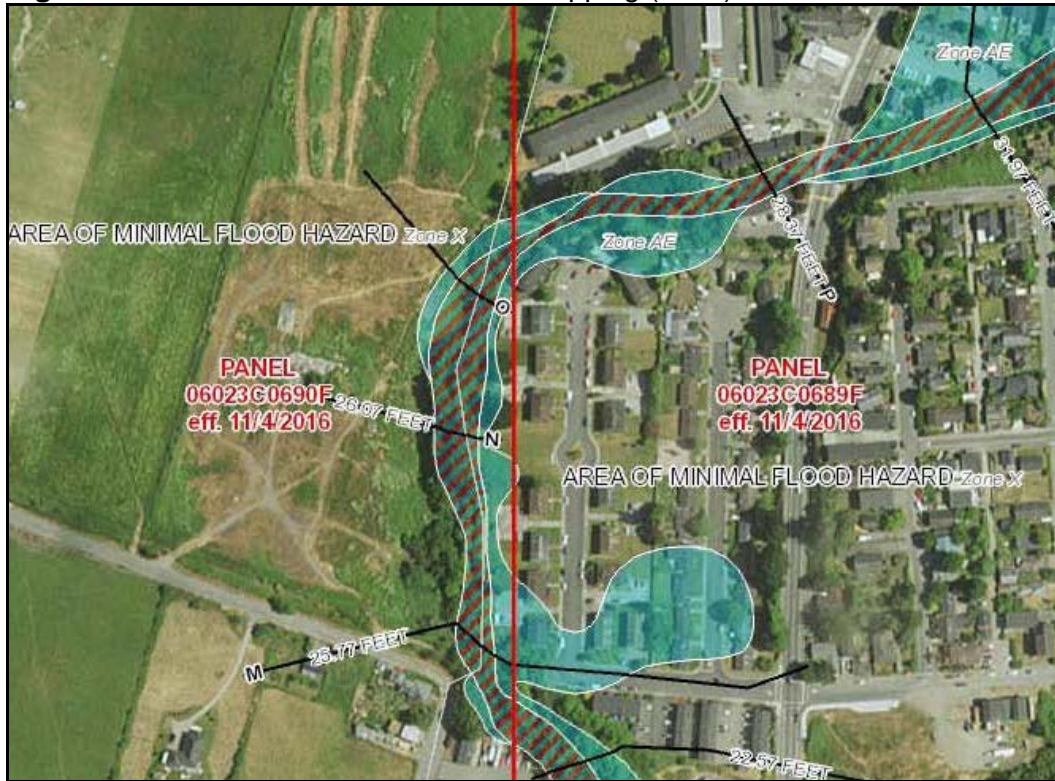 Zone AE
31.97 FEET
28.37 FEET P
AREA OF MINIMAL FLOOD HAZARD Zone X
Zone AE
O
PANEL
06023C0690F
eff. 11/4/2016
PANEL
06023C0689F
eff. 11/4/2016
26.07 FEET
N
AREA OF MINIMAL FLOOD HAZARD Zone X
M 25.77 FEET
22.57 FEET